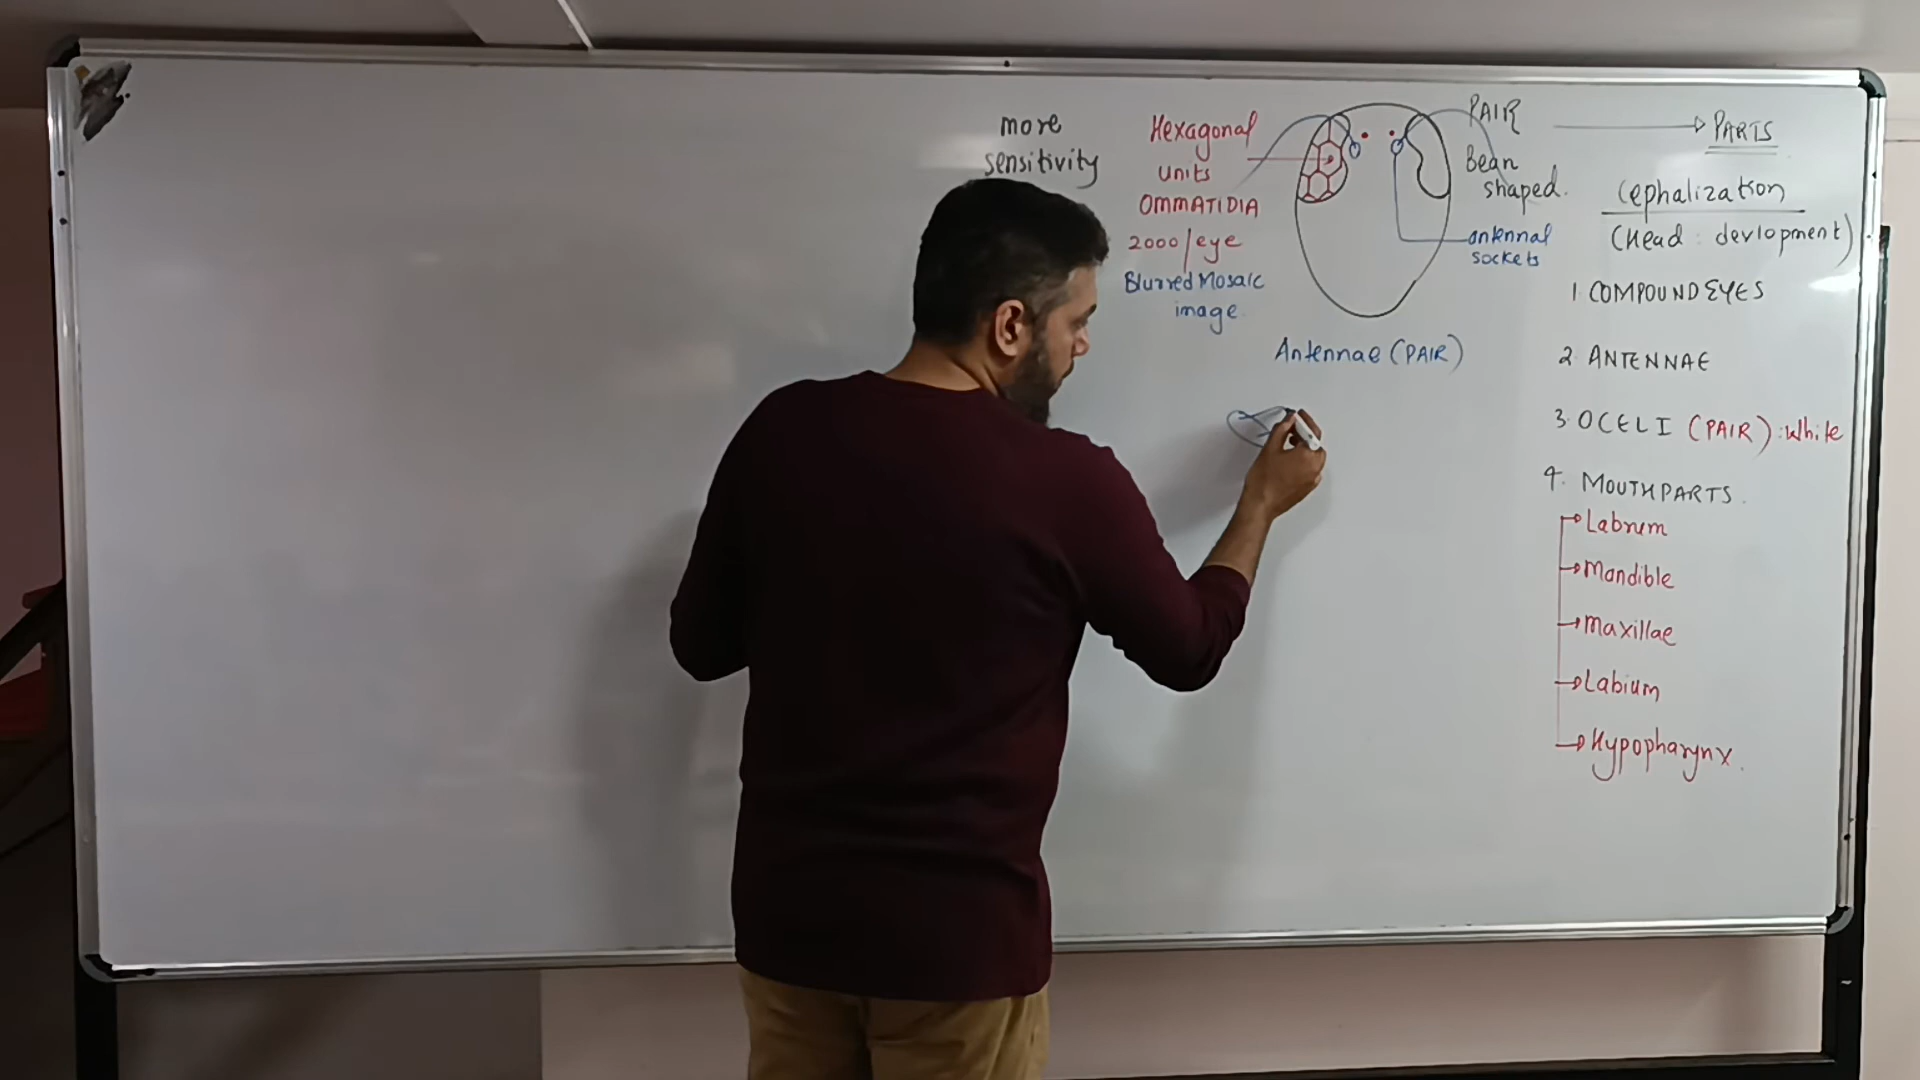 more
sensitivity
Hexagonal
units
OMMATIDIA
2000/eye
Blurred Mosaic
image
PAIR
Bean
shaped.
antennal
sockets
Antennae (PAIR)
PARTS
Cephalization
(Head : devlopment)
1. COMPOUND EYES
2. ANTENNAE
3. OCELI (PAIR) : White
4. MOUTHPARTS.
Labrum
Mandible
Maxillae
Labium
Hypopharynx.